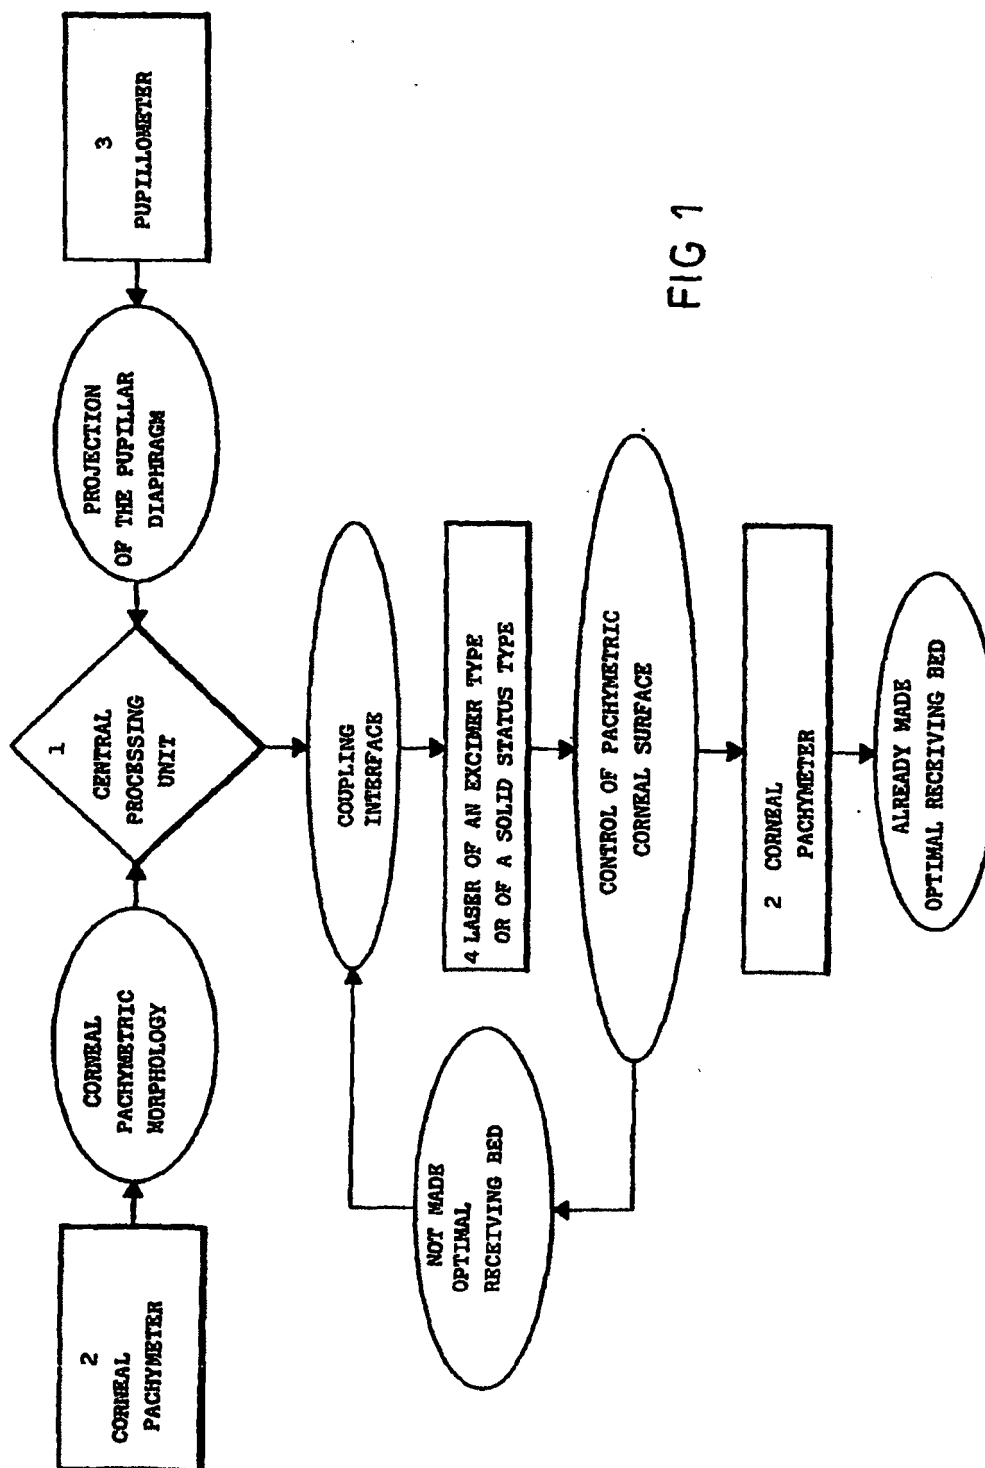 2
CORNEAL
PACHYMETER
CORNEAL
PACHYMETRIC
MORPHOLOGY
1
CENTRAL
PROCESSING
UNIT
PROJECTION
OF THE PUPILLAR
DIAPHRAGM
3
PUPILLOMETER
COUPLING
INTERFACE
NOT MADE
OPTIMAL
RECEIVING BED
4 LASER OF AN EXCIMER TYPE
OR OF A SOLID STATUS TYPE
CONTROL OF PACHYMETRIC
CORNEAL SURFACE
2 CORNEAL
PACHYMETER
ALREADY MADE
OPTIMAL RECEIVING BED
FIG 1